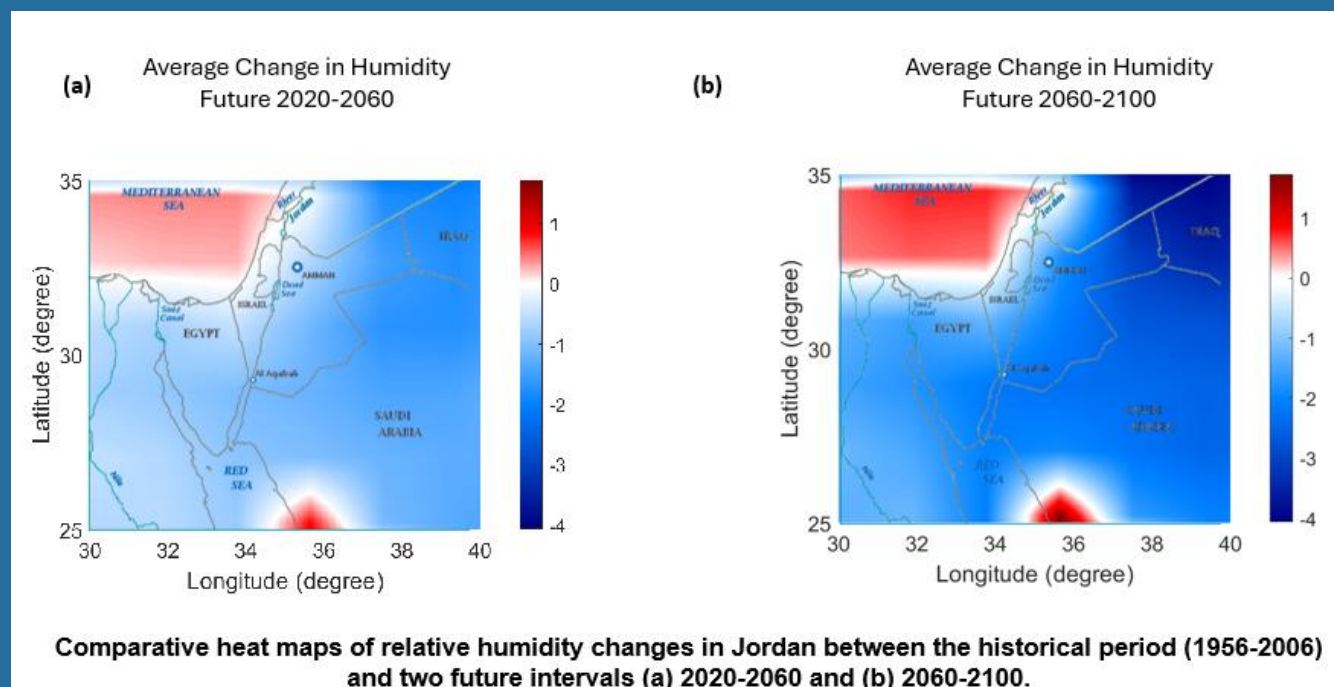 (a)
Average Change in Humidity
Future 2020-2060
35
30
25
Latitude (degree)
30 32 34 36 38 40
Longitude (degree)
1
0
-1
-2
-3
-4
MEDITERRANEAN
SEA
River
Jordan
IRAQ
AMMAN
Dead
Sea
ISRAEL
Suez
Canal
EGYPT
Al Aqabah
SAUDI
ARABIA
RED
SEA
Nile
(b)
Average Change in Humidity
Future 2060-2100
35
30
25
Latitude (degree)
30 32 34 36 38 40
Longitude (degree)
1
0
-1
-2
-3
-4
MEDITERRANEAN
SEA
River
Jordan
IRAQ
Dead
Sea
ISRAEL
Suez
Canal
EGYPT
RED
SEA
Comparative heat maps of relative humidity changes in Jordan between the historical period (1956-2006)
and two future intervals (a) 2020-2060 and (b) 2060-2100.